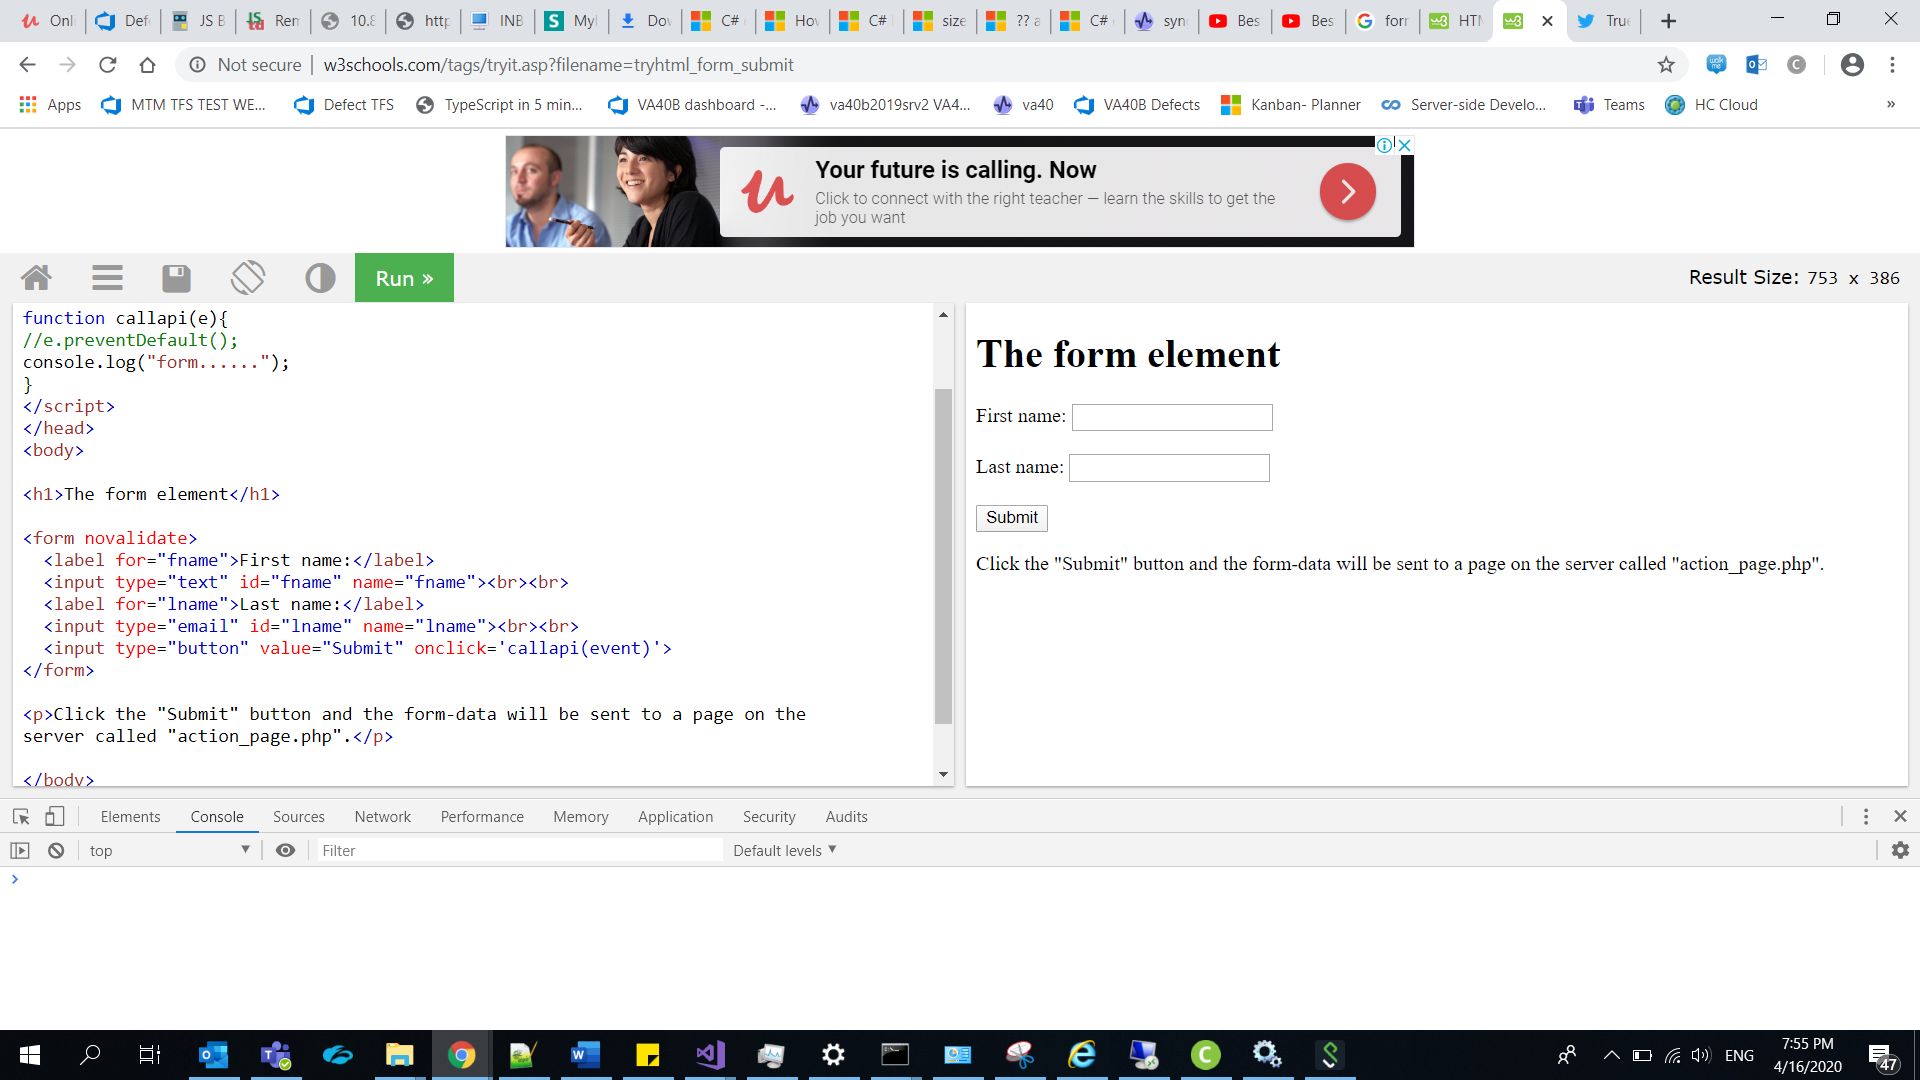 Onli
Defe
JS B
Rem
10.8
http
INB
MyI
Dov
C#
Hov
C#
size
?? a
C#
syn
Bes
Bes
forr
HTM
True
Not secure | w3schools.com/tags/tryit.asp?filename=tryhtml_form_submit
Apps
MTM TFS TEST WE...
Defect TFS
TypeScript in 5 min...
VA40B dashboard -...
va40b2019srv2 VA4...
va40
VA40B Defects
Kanban- Planner
Server-side Develo...
Teams
HC Cloud
»
Your future is calling. Now
Click to connect with the right teacher — learn the skills to get the
job you want
Run »
Result Size: 753 x 386
function callapi(e){
//e.preventDefault();
console.log("form......");
}
</script>
</head>
<body>
<h1>The form element</h1>
<form novalidate>
<label for="fname">First name:</label>
<input type="text" id="fname" name="fname"><br><br>
<label for="lname">Last name:</label>
<input type="email" id="lname" name="lname"><br><br>
<input type="button" value="Submit" onclick='callapi(event)'>
</form>
<p>Click the "Submit" button and the form-data will be sent to a page on the
server called "action_page.php".</p>
</body>
The form element
First name:
Last name:
Submit
Click the "Submit" button and the form-data will be sent to a page on the server called "action_page.php".
Elements Console Sources Network Performance Memory Application Security Audits
top Filter Default levels
ENG
7:55 PM
4/16/2020
47